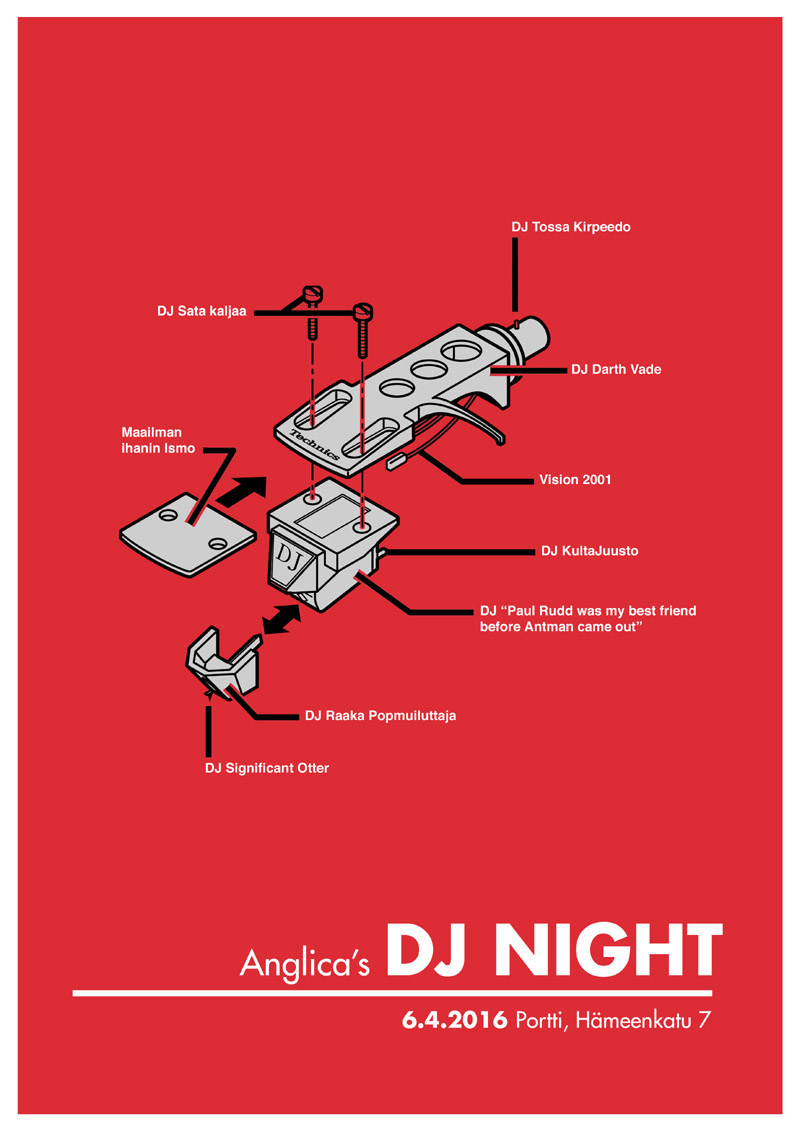 DJ Tossa Kirpeedo
DJ Sata kaljaa
DJ Darth Vade
Maailman
ihanin Ismo
Technics
Vision 2001
DJ
DJ KultaJuusto
DJ “Paul Rudd was my best friend
before Antman came out”
DJ Raaka Popmuiluttaja
DJ Significant Otter
Anglica’s DJ NIGHT
6.4.2016 Portti, Hämeenkatu 7